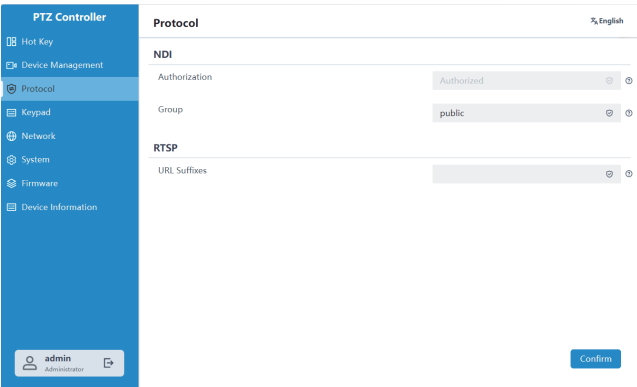 PTZ Controller
Hot Key
Device Management
Protocol
Keypad
Network
System
Firmware
Device Information
admin
Administrator
Protocol
English
NDI
Authorization
Authorized
Group
public
RTSP
URL Suffixes
Confirm